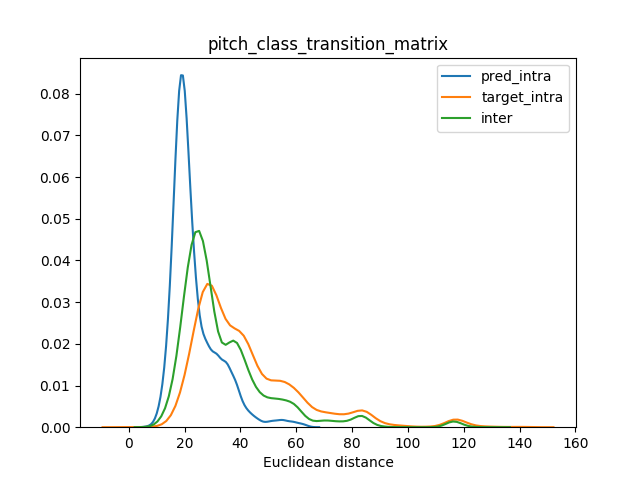 pitch_class_transition_matrix
pred_intra
target_intra
inter
0.08
0.07
0.06
0.05
0.04
0.03
0.02
0.01
0.00
0 20 40 60 80 100 120 140 160
Euclidean distance